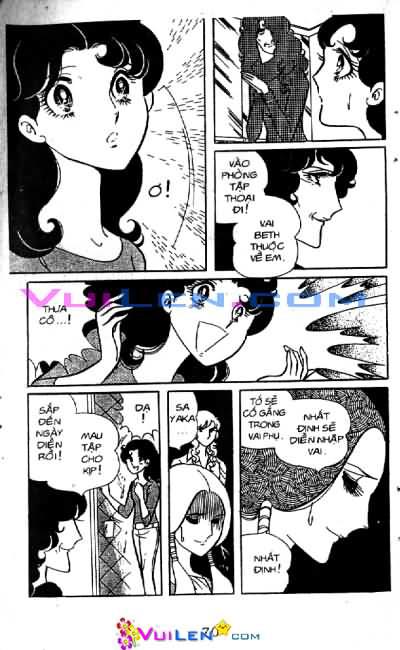 Ơ!
VÀO
PHÒNG
TẬP
THOẠI
ĐI!
VAI
BETH
THUỘC
VỀ EM.
VUILEN.COM
THƯA
CÔ...!
SẮP
ĐẾN
NGÀY
DIỄN
RỒI!
MAU
TẬP
CHO
KỊP!
DẠ!
SA
YAKA
...
TỚ SẼ
CỐ GẮNG
TRONG
VAI PHỤ.
NHẤT
ĐỊNH SẼ
DIỄN NHẬP
VAI.
NHẤT
ĐỊNH!
VUILEN.COM